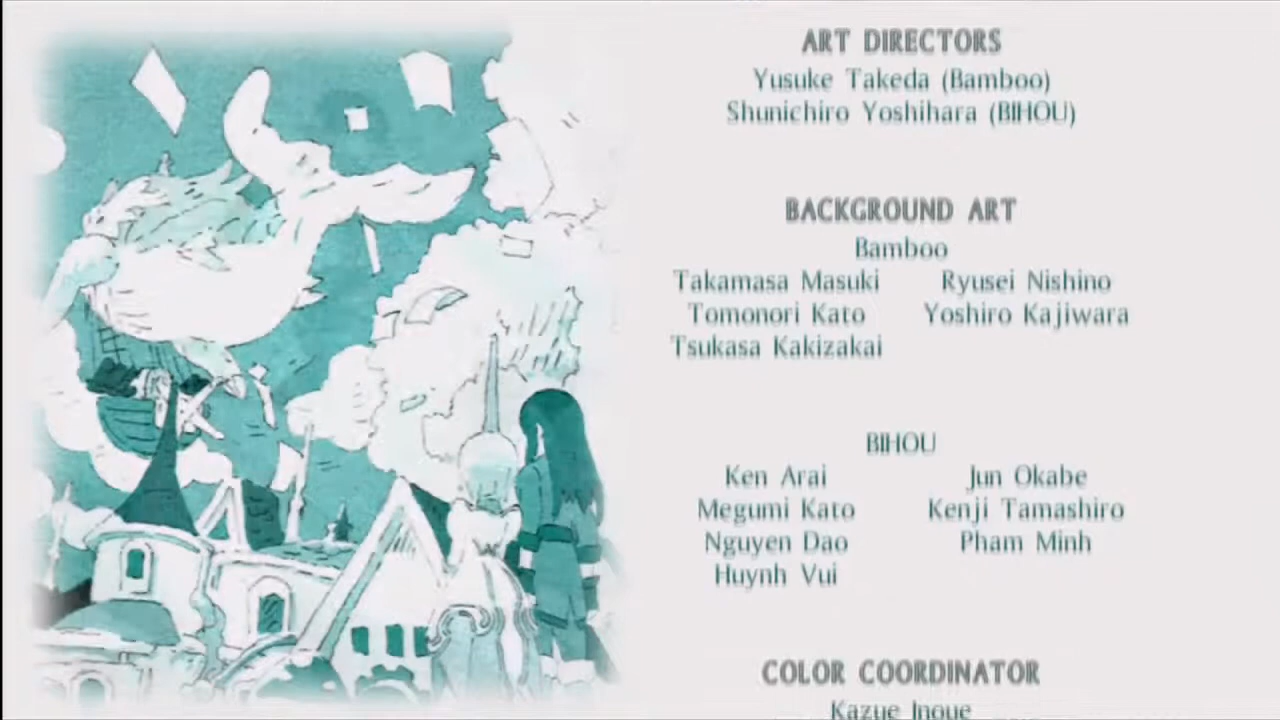 ART DIRECTORS
Yusuke Takeda (Bamboo)
Shunichiro Yoshihara (BIHOU)
BACKGROUND ART
Bamboo
Takamasa Masuki Ryusei Nishino
Tomonori Kato Yoshiro Kajiwara
Tsukasa Kakizakai
BIHOU
Ken Arai Jun Okabe
Megumi Kato Kenji Tamashiro
Nguyen Dao Pham Minh
Huynh Vui
COLOR COORDINATOR
Kazue Inoue